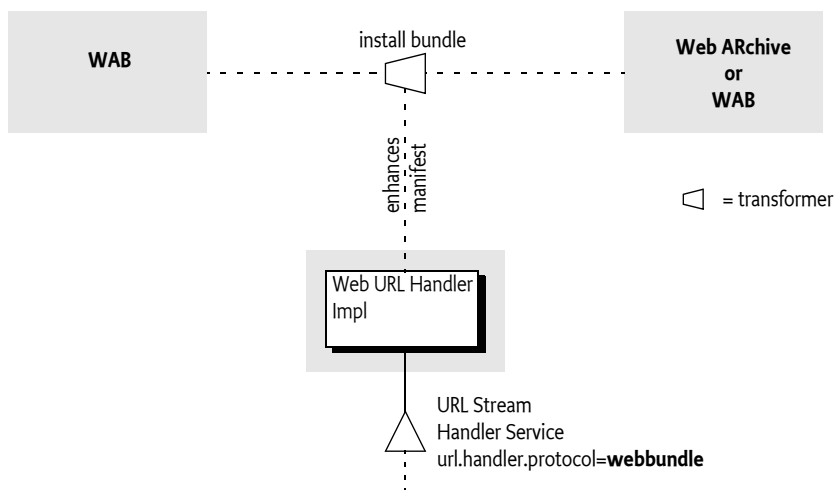 install bundle
WAB
Web ARchive
or
WAB
enhances
manifest
= transformer
Web URL Handler
Impl
URL Stream
Handler Service
url.handler.protocol=webbundle